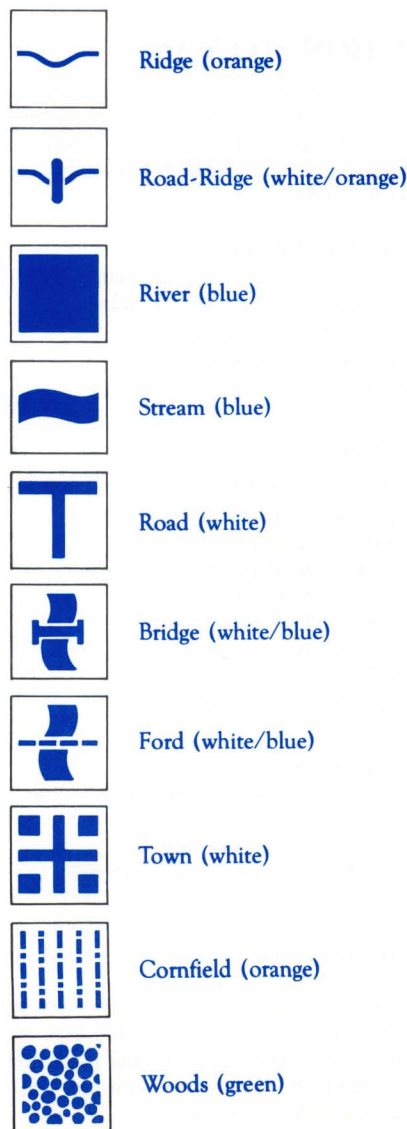 Ridge (orange)
Road-Ridge (white/orange)
River (blue)
Stream (blue)
Road (white)
Bridge (white/blue)
Ford (white/blue)
Town (white)
Cornfield (orange)
Woods (green)